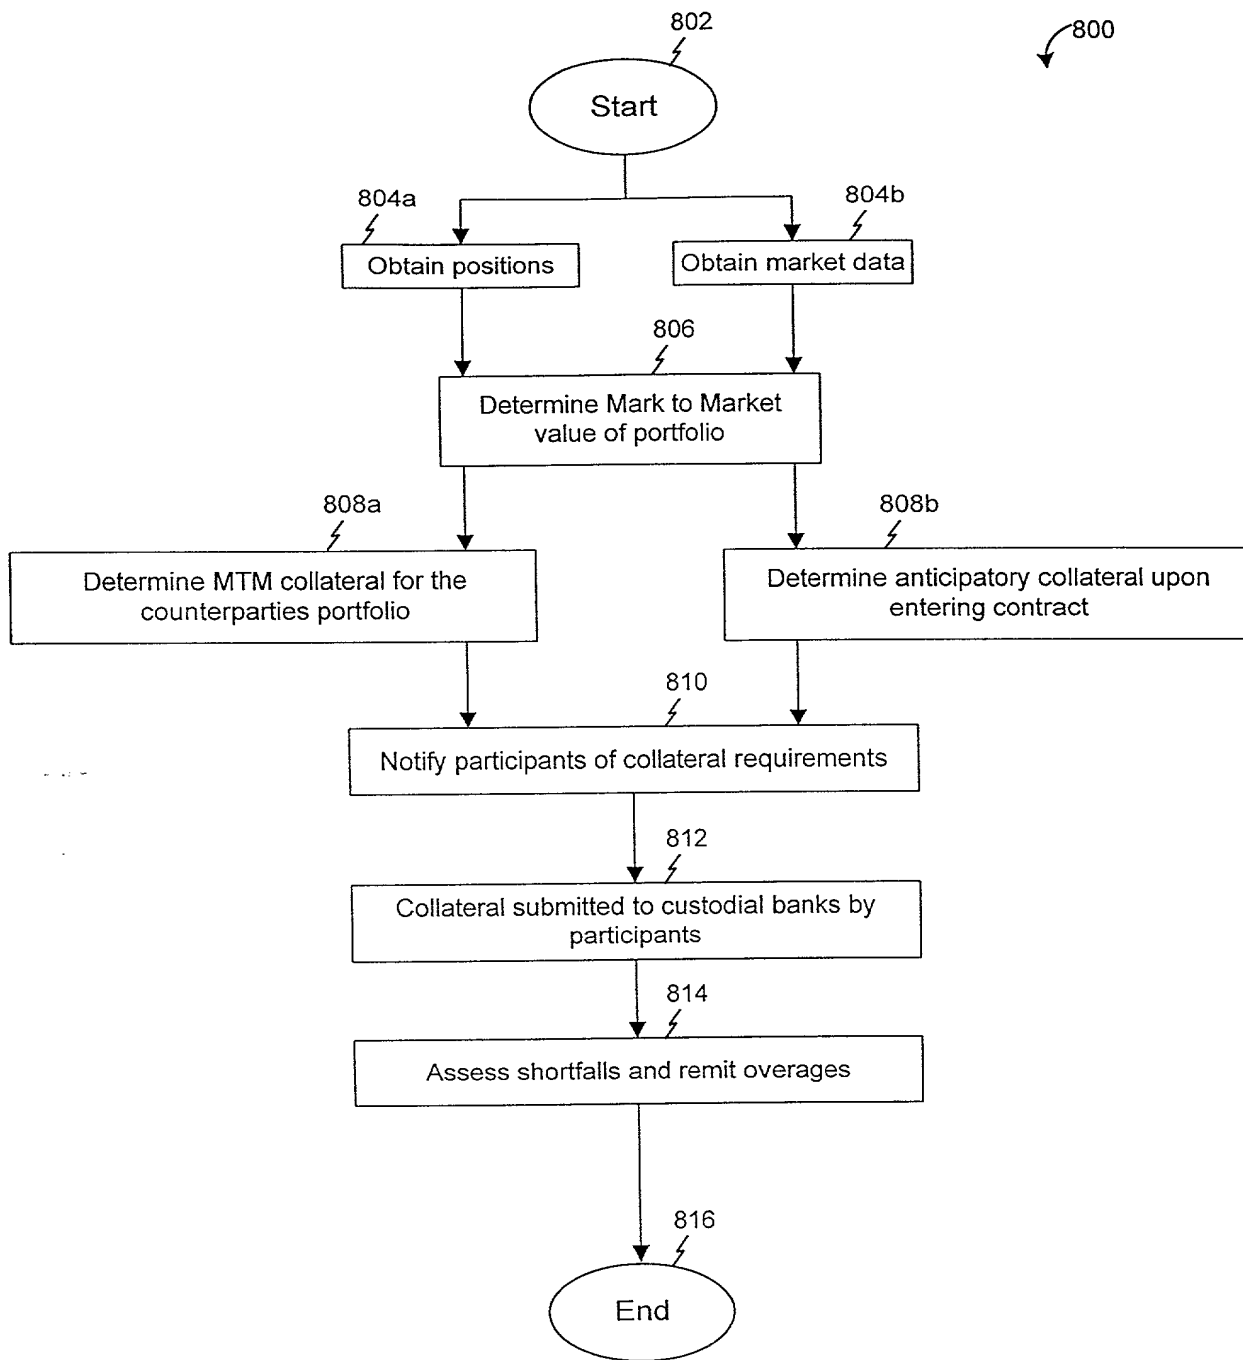 802
800
Start
804a
804b
Obtain positions
Obtain market data
806
Determine Mark to Market
value of portfolio
808a
808b
Determine MTM collateral for the
counterparties portfolio
Determine anticipatory collateral upon
entering contract
810
Notify participants of collateral requirements
812
Collateral submitted to custodial banks by
participants
814
Assess shortfalls and remit overages
816
End